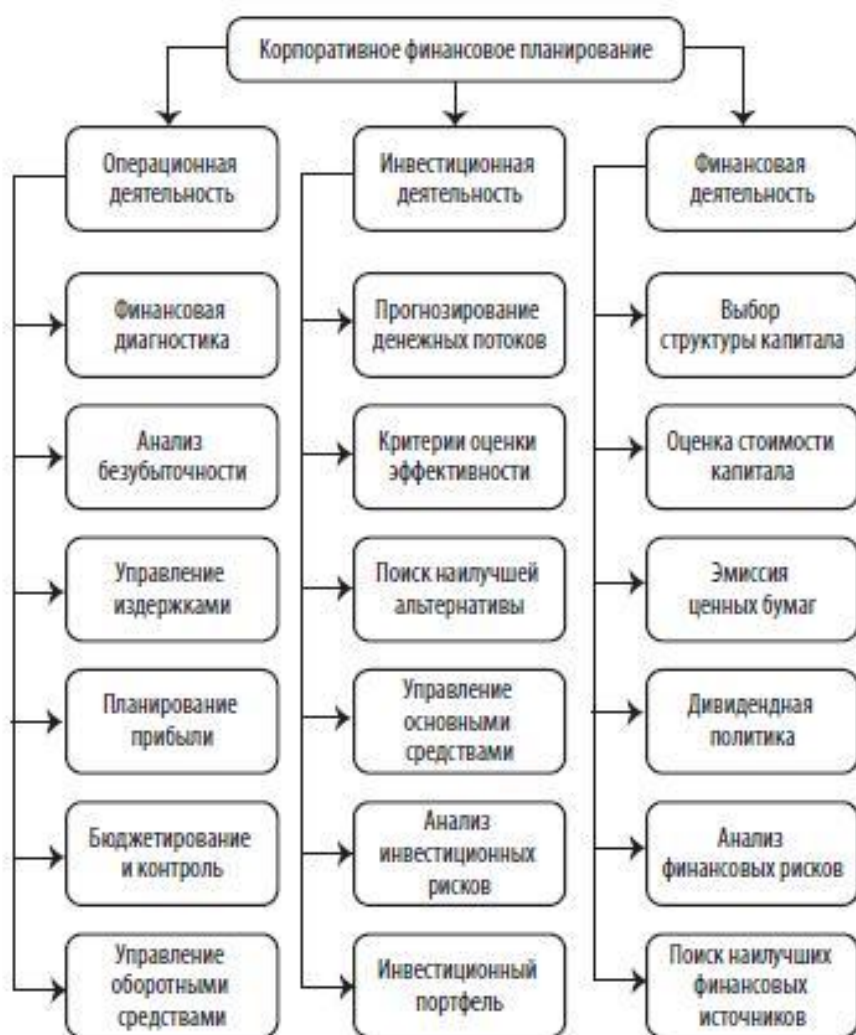 Корпоративное финансовое планирование
Операционная
деятельность
Финансовая
диагностика
Анализ
безубыточности
Управление
издержками
Планирование
прибыли
Бюджетирование
и контроль
Управление
оборотными
средствами
Инвестиционная
деятельность
Прогнозирование
денежных потоков
Критерии оценки
эффективности
Поиск наилучшей
альтернативы
Управление
основными
средствами
Анализ
инвестиционных
рисков
Инвестиционный
портфель
Финансовая
деятельность
Выбор
структуры капитала
Оценка стоимости
капитала
Эмиссия
ценных бумаг
Дивидендная
политика
Анализ
финансовых рисков
Поиск наилучших
финансовых
источников